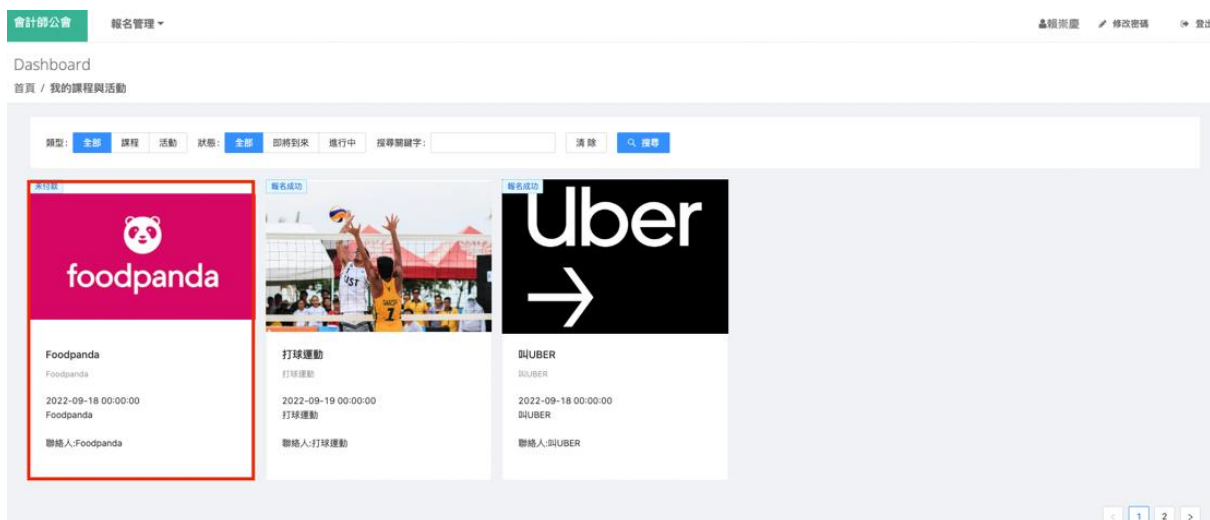 會計師公會 報名管理 賴崇慶 修改密碼
Dashboard
首頁 / 我的課程與活動
類型: 全部 課程 活動 狀態: 全部 即將到來 進行中 搜尋關鍵字: 清除 搜尋
未付款 報名成功 報名成功
foodpanda
Uber
Foodpanda
Foodpanda
2022-09-18 00:00:00
Foodpanda
聯絡人:Foodpanda
打球運動
打球運動
2022-09-19 00:00:00
打球運動
聯絡人:打球運動
叫UBER
叫UBER
2022-09-18 00:00:00
叫UBER
聯絡人:叫UBER
< 1 2 >